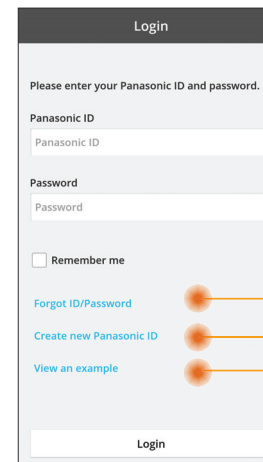 Login
Please enter your Panasonic ID and password.
Panasonic ID
Panasonic ID
Password
Password
Remember me
Forgot ID/Password
Create new Panasonic ID
View an example
Login